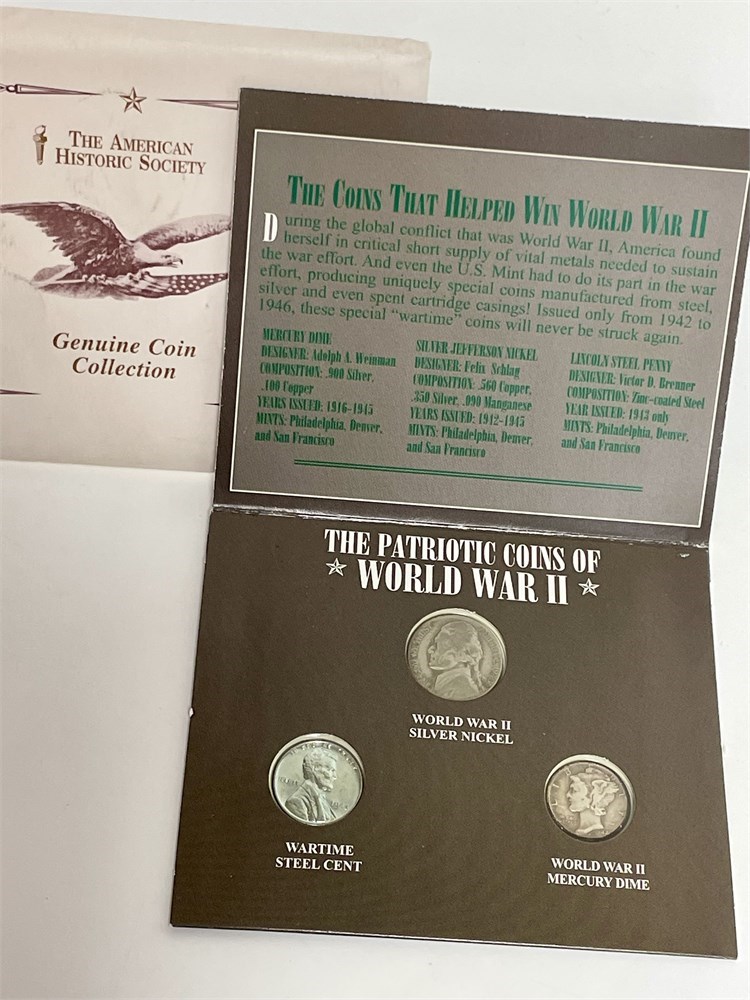 THE AMERICAN
HISTORIC SOCIETY
Genuine Coin
Collection
THE COINS THAT HELPED WIN WORLD WAR II
During the global conflict that was World War II, America found
herself in critical short supply of vital metals needed to sustain
the war effort. And even the U.S. Mint had to do its part in the war
effort, producing uniquely special coins manufactured from steel,
silver and even spent cartridge casings! Issued only from 1942 to
1946, these special "wartime" coins will never be struck again.
MERCURY DIME
DESIGNER: Adolph A. Weinman
COMPOSITION: .900 Silver,
.100 Copper
YEARS ISSUED: 1916-1945
MINTS: Philadelphia, Denver,
and San Francisco
SILVER JEFFERSON NICKEL
DESIGNER: Felix Schlag
COMPOSITION: .560 Copper,
.350 Silver, .090 Manganese
YEARS ISSUED: 1942-1945
MINTS: Philadelphia, Denver,
and San Francisco
LINCOLN STEEL PENNY
DESIGNER: Victor D. Brenner
COMPOSITION: Zinc-coated Steel
YEAR ISSUED: 1943 only
MINTS: Philadelphia, Denver,
and San Francisco
THE PATRIOTIC COINS OF
WORLD WAR II
WORLD WAR II
SILVER NICKEL
WARTIME
STEEL CENT
WORLD WAR II
MERCURY DIME